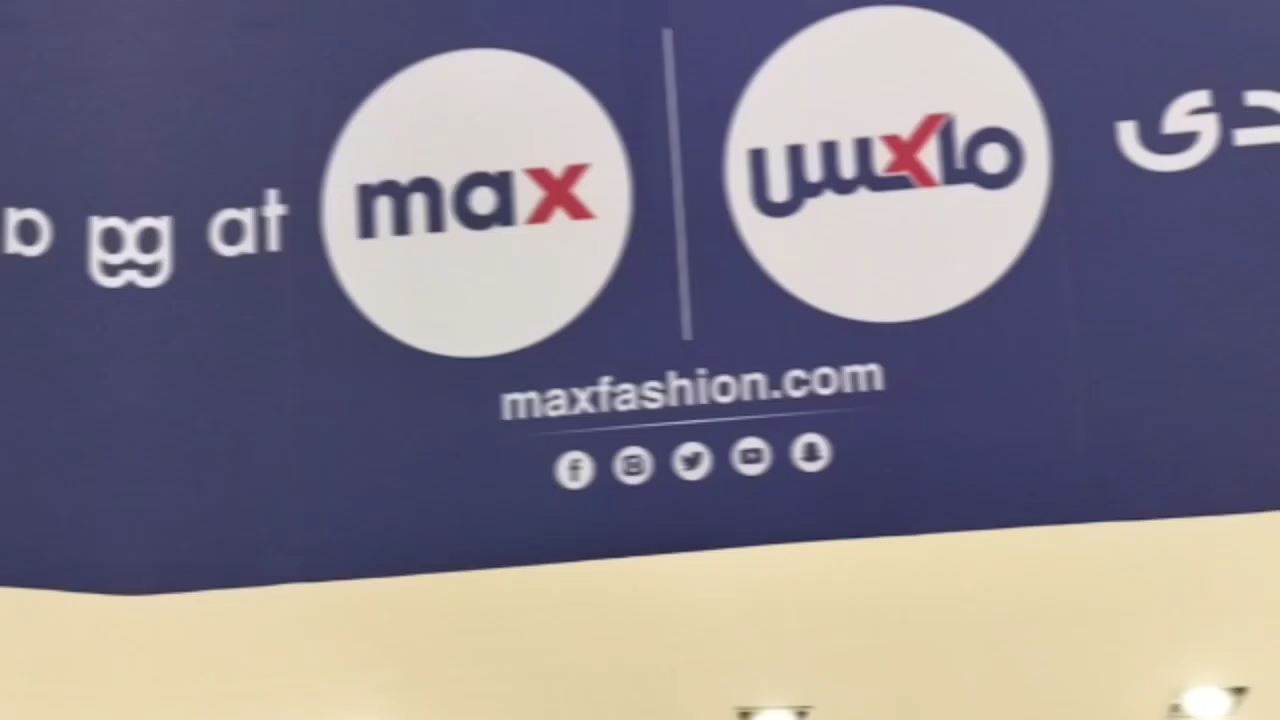 at max ماكس
maxfashion.com